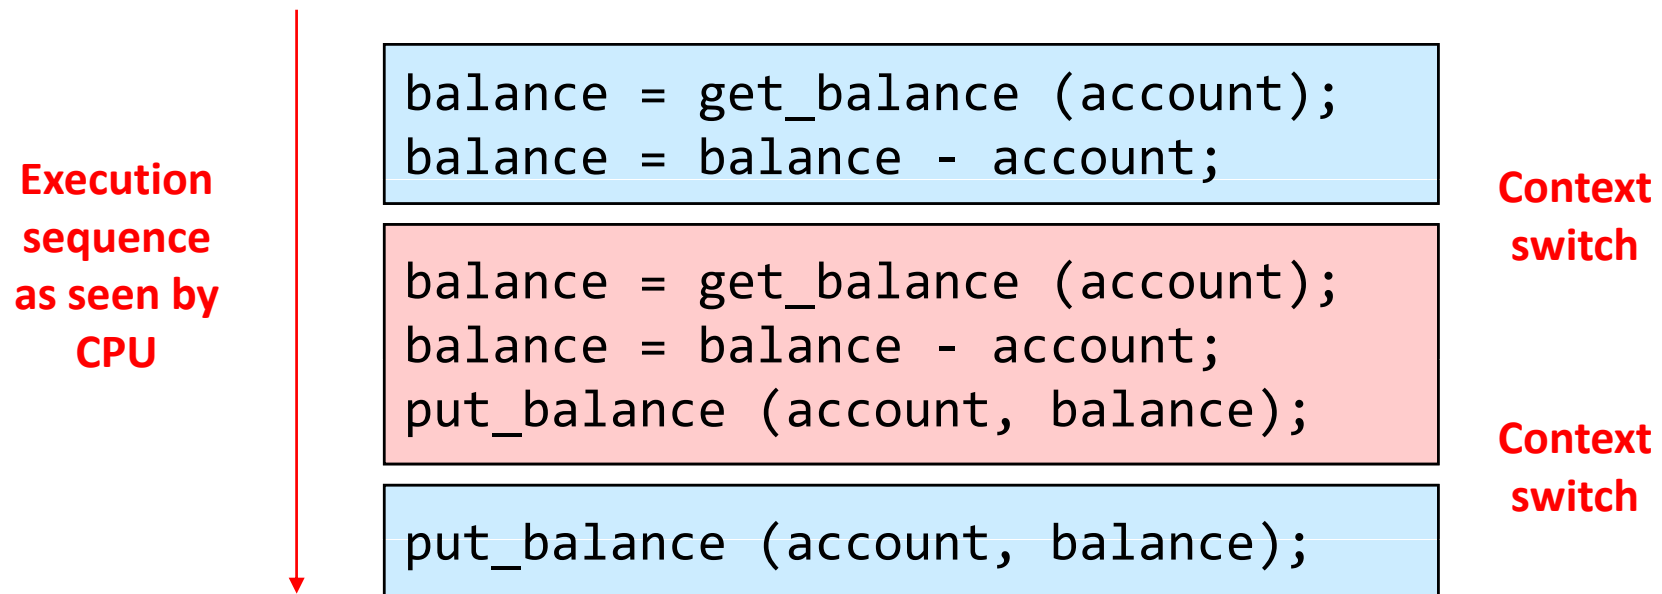 balance = get_balance (account);
balance = balance - account;
Execution
sequence
as seen by
CPU
Context
switch
balance = get_balance (account);
balance = balance - account;
put_balance (account, balance);
Context
switch
put_balance (account, balance);